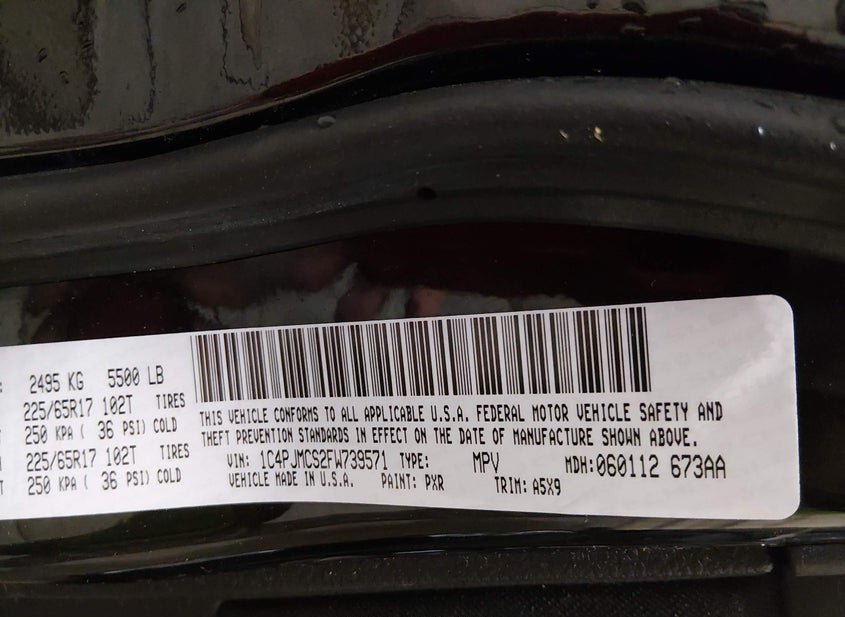 : 2495 KG 5500 LB
225/65R17 102T TIRES
250 KPA ( 36 PSI) COLD
225/65R17 102T TIRES
250 KPA ( 36 PSI) COLD
THIS VEHICLE CONFORMS TO ALL APPLICABLE U.S.A. FEDERAL MOTOR VEHICLE SAFETY AND
THEFT PREVENTION STANDARDS IN EFFECT ON THE DATE OF MANUFACTURE SHOWN ABOVE.
VIN: 1C4PJMCS2FW739571 TYPE: MPV MDH:060112 673AA
VEHICLE MADE IN U.S.A. PAINT: PXR TRIM: A5X9